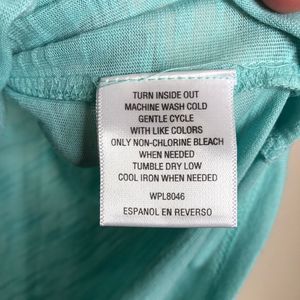 TURN INSIDE OUT
MACHINE WASH COLD
GENTLE CYCLE
WITH LIKE COLORS
ONLY NON-CHLORINE BLEACH
WHEN NEEDED
TUMBLE DRY LOW
COOL IRON WHEN NEEDED
WPL8046
ESPANOL EN REVERSO